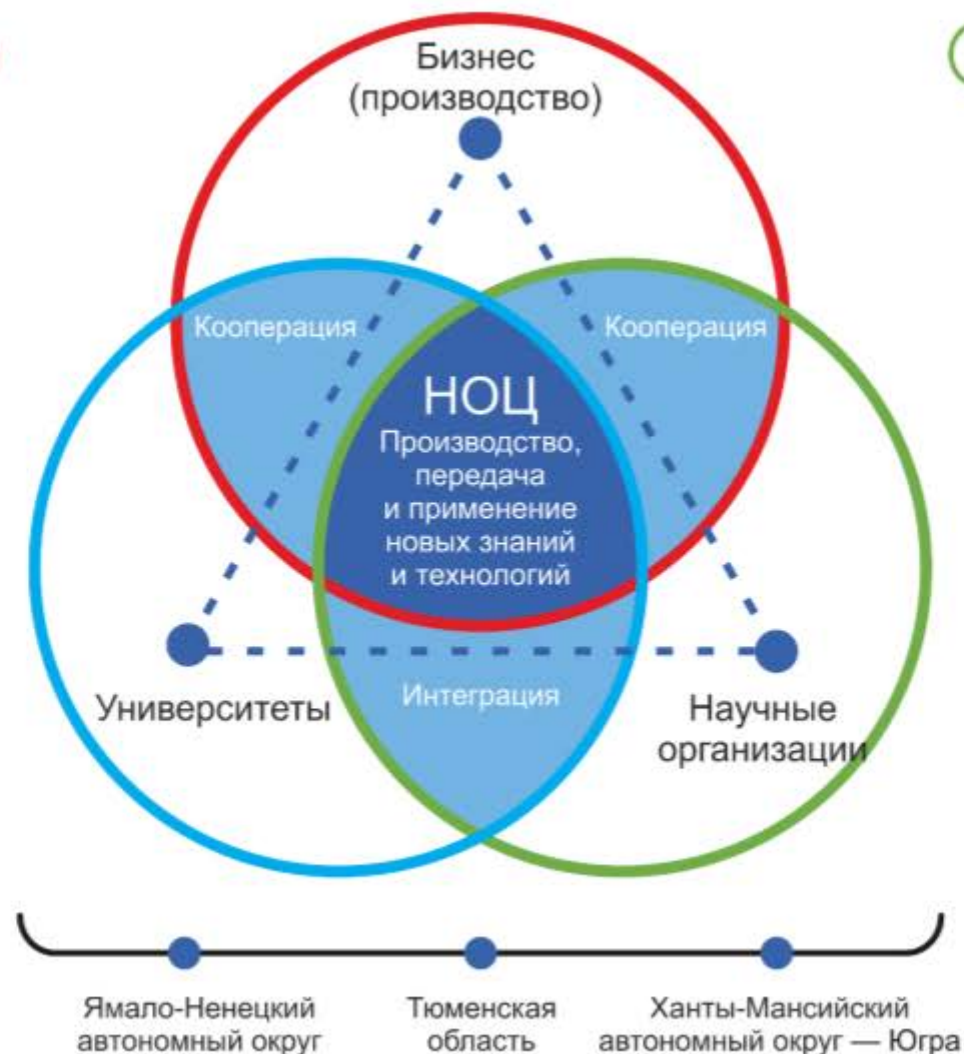 Бизнес
(производство)
Кооперация
Кооперация
НОЦ
Производство,
передача
и применение
новых знаний
и технологий
Университеты
Интеграция
Научные
организации
Ямало-Ненецкий
автономный округ
Тюменская
область
Ханты-Мансийский
автономный округ — Югра